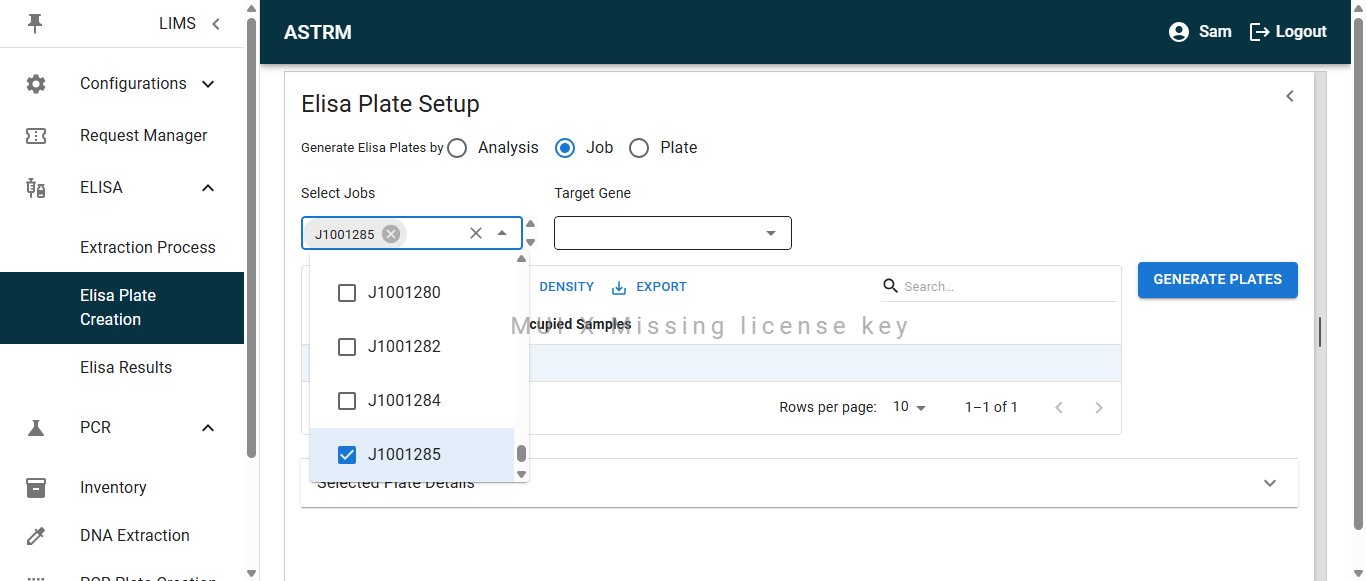 LIMS
ASTRM
Sam
Logout
Configurations
Request Manager
ELISA
Extraction Process
Elisa Plate
Creation
Elisa Results
PCR
Inventory
DNA Extraction
PCR Plate Creation
Elisa Plate Setup
Generate Elisa Plates by
Analysis
Job
Plate
Select Jobs
Target Gene
J1001285
J1001280
J1001282
J1001284
J1001285
DENSITY
EXPORT
Search…
GENERATE PLATES
cupied Samples
MUI X Missing license key
Rows per page:
10
1–1 of 1
Selected Plate Details